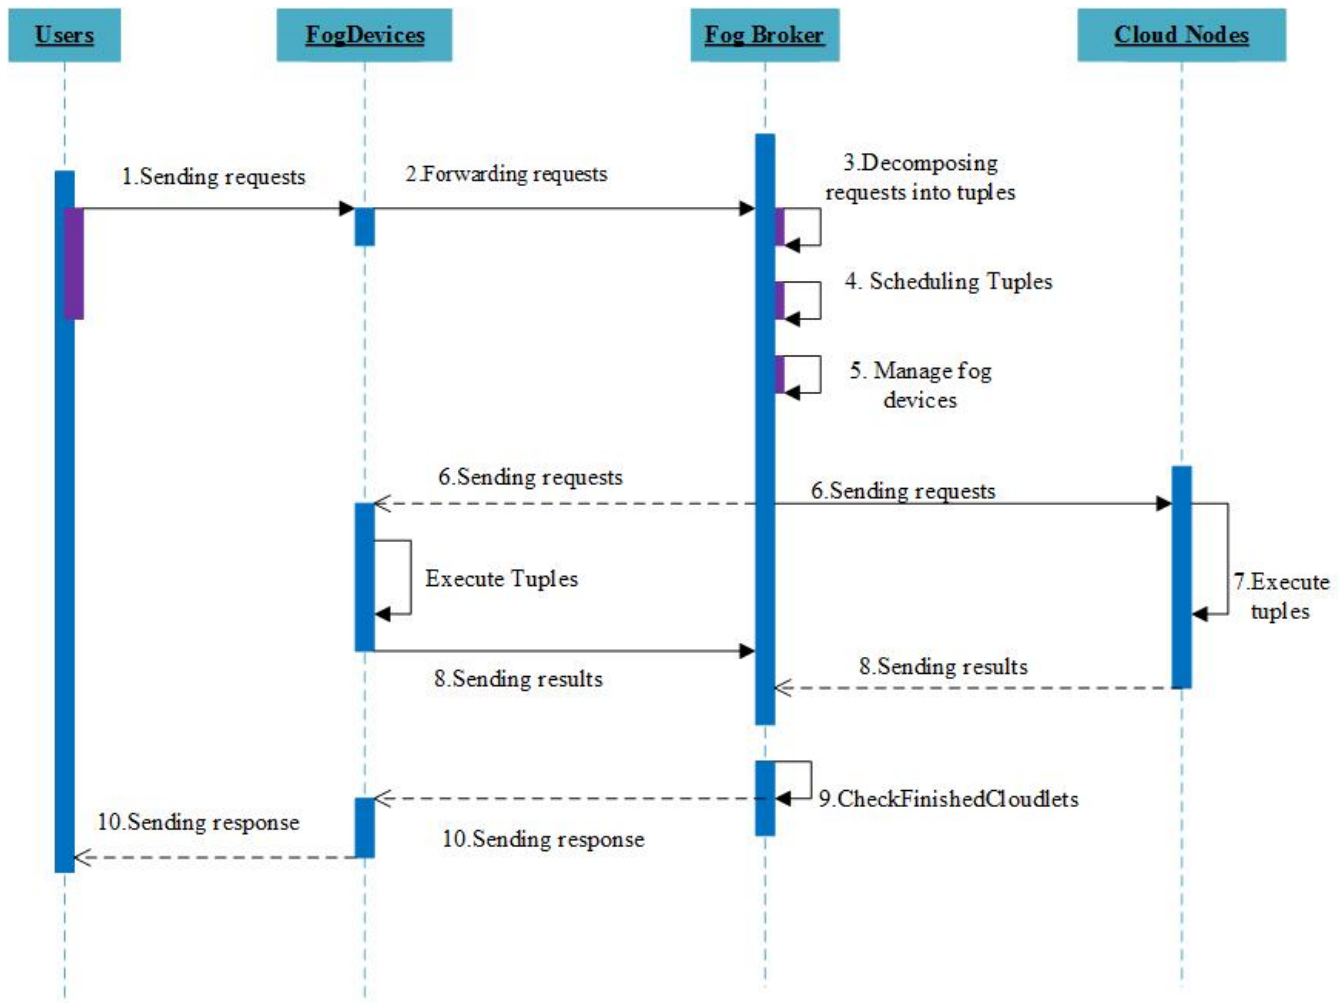 Users
FogDevices
Fog Broker
Cloud Nodes
1.Sending requests
2.Forwarding requests
3.Decomposing
requests into tuples
4. Scheduling Tuples
5. Manage fog
devices
6.Sending requests
6.Sending requests
Execute Tuples
7.Execute
tuples
8.Sending results
8.Sending results
9.CheckFinishedCloudlets
10.Sending response
10.Sending response